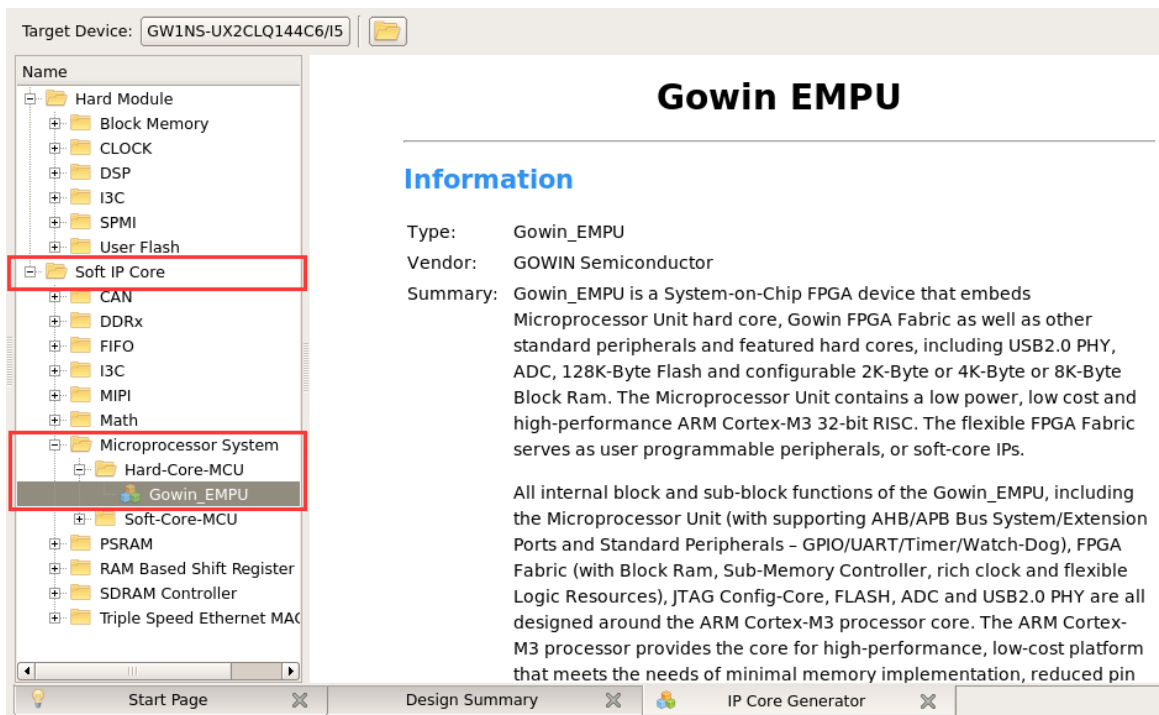 Target Device: GW1NS-UX2CLQ144C6/I5
Name
Hard Module
Block Memory
CLOCK
DSP
I3C
SPMI
User Flash
Soft IP Core
CAN
DDRx
FIFO
I3C
MIPI
Math
Microprocessor System
Hard-Core-MCU
Gowin_EMPU
Soft-Core-MCU
PSRAM
RAM Based Shift Register
SDRAM Controller
Triple Speed Ethernet MAC
Gowin EMPU
Information
Type: Gowin_EMPU
Vendor: GOWIN Semiconductor
Summary: Gowin_EMPU is a System-on-Chip FPGA device that embeds
Microprocessor Unit hard core, Gowin FPGA Fabric as well as other
standard peripherals and featured hard cores, including USB2.0 PHY,
ADC, 128K-Byte Flash and configurable 2K-Byte or 4K-Byte or 8K-Byte
Block Ram. The Microprocessor Unit contains a low power, low cost and
high-performance ARM Cortex-M3 32-bit RISC. The flexible FPGA Fabric
serves as user programmable peripherals, or soft-core IPs.
All internal block and sub-block functions of the Gowin_EMPU, including
the Microprocessor Unit (with supporting AHB/APB Bus System/Extension
Ports and Standard Peripherals – GPIO/UART/Timer/Watch-Dog), FPGA
Fabric (with Block Ram, Sub-Memory Controller, rich clock and flexible
Logic Resources), JTAG Config-Core, FLASH, ADC and USB2.0 PHY are all
designed around the ARM Cortex-M3 processor core. The ARM Cortex-
M3 processor provides the core for high-performance, low-cost platform
that meets the needs of minimal memory implementation, reduced pin
Start Page
Design Summary
IP Core Generator